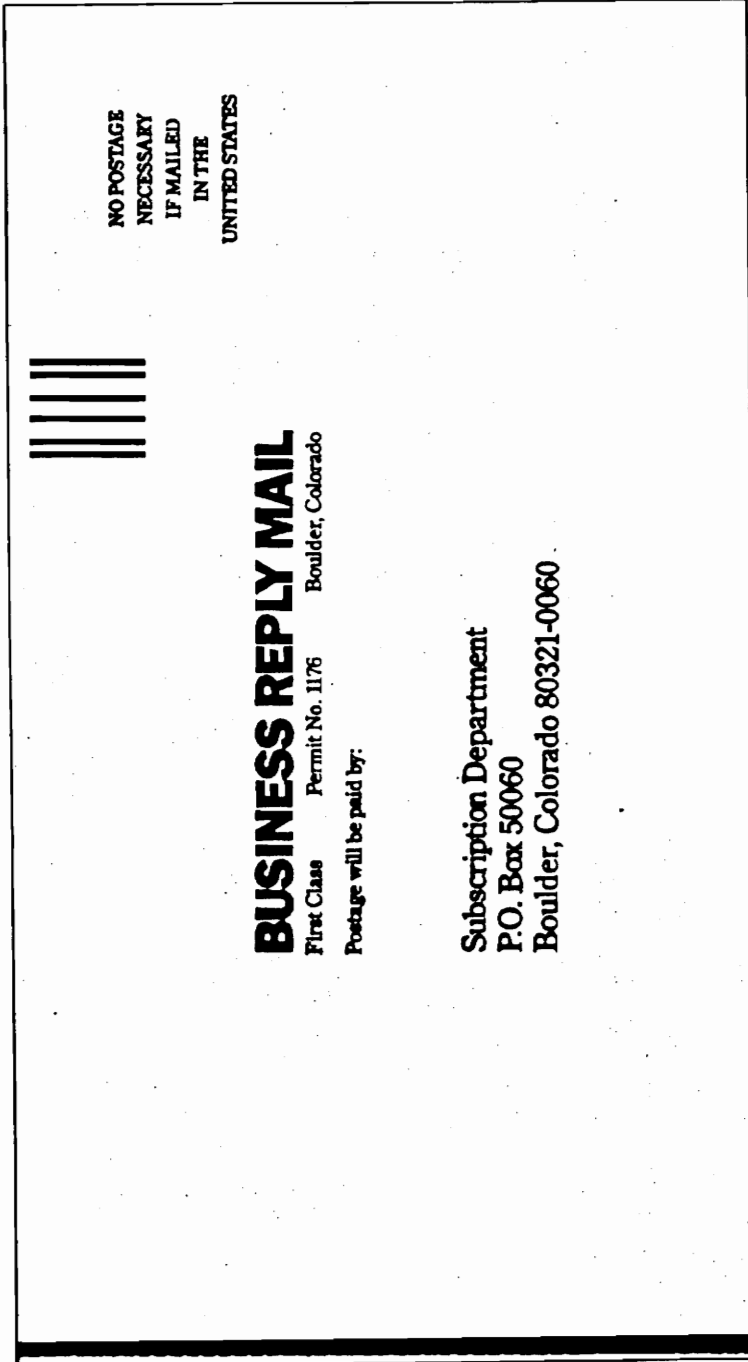 NO POSTAGE
NECESSARY
IF MAILED
IN THE
UNITED STATES
BUSINESS REPLY MAIL
First Class Permit No. 1176 Boulder, Colorado
Postage will be paid by:
Subscription Department
P.O. Box 50060
Boulder, Colorado 80321-0060